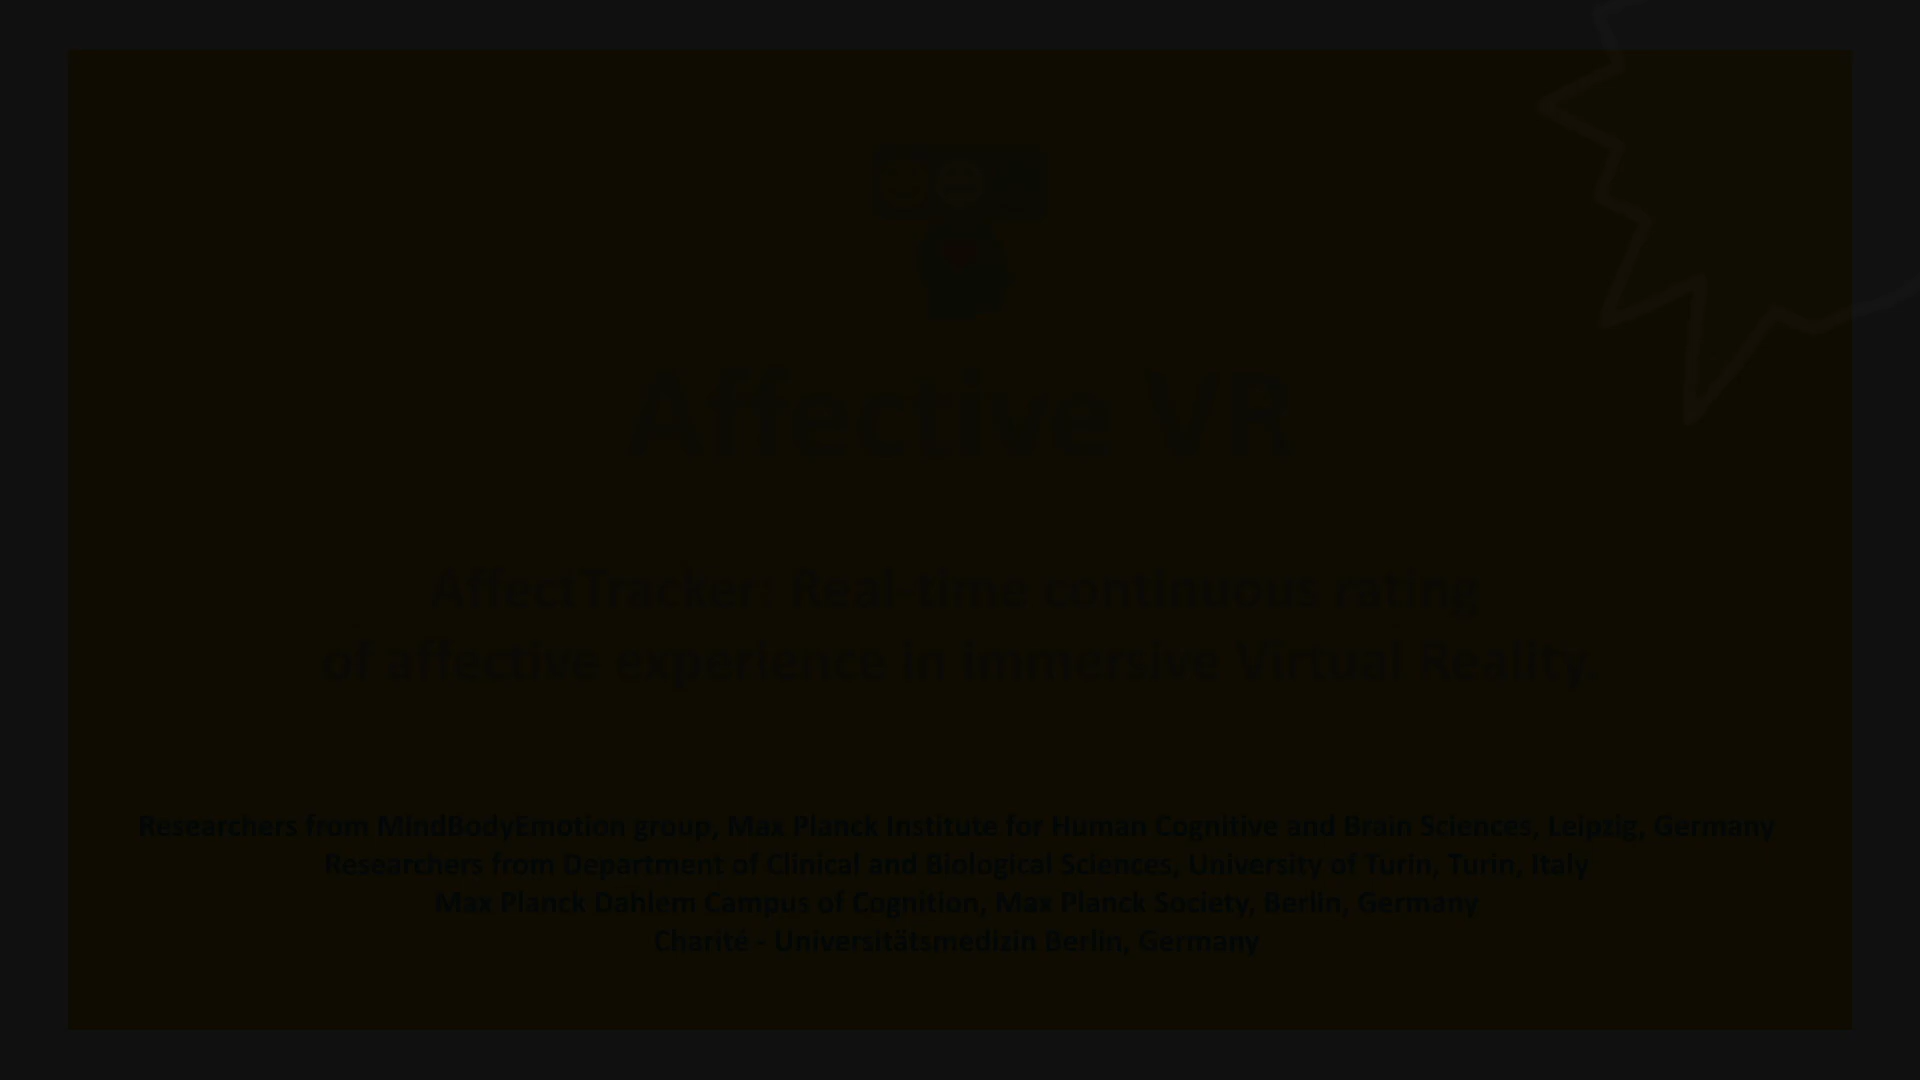 Affective VR
AffectTracker: Real-time continuous rating
of affective experience in immersive Virtual Reality.
Researchers from MindBodyEmotion group, Max Planck Institute for Human Cognitive and Brain Sciences, Leipzig, Germany
Researchers from Department of Clinical and Biological Sciences, University of Turin, Turin, Italy
Max Planck Dahlem Campus of Cognition, Max Planck Society, Berlin, Germany
Charité - Universitätsmedizin Berlin, Germany